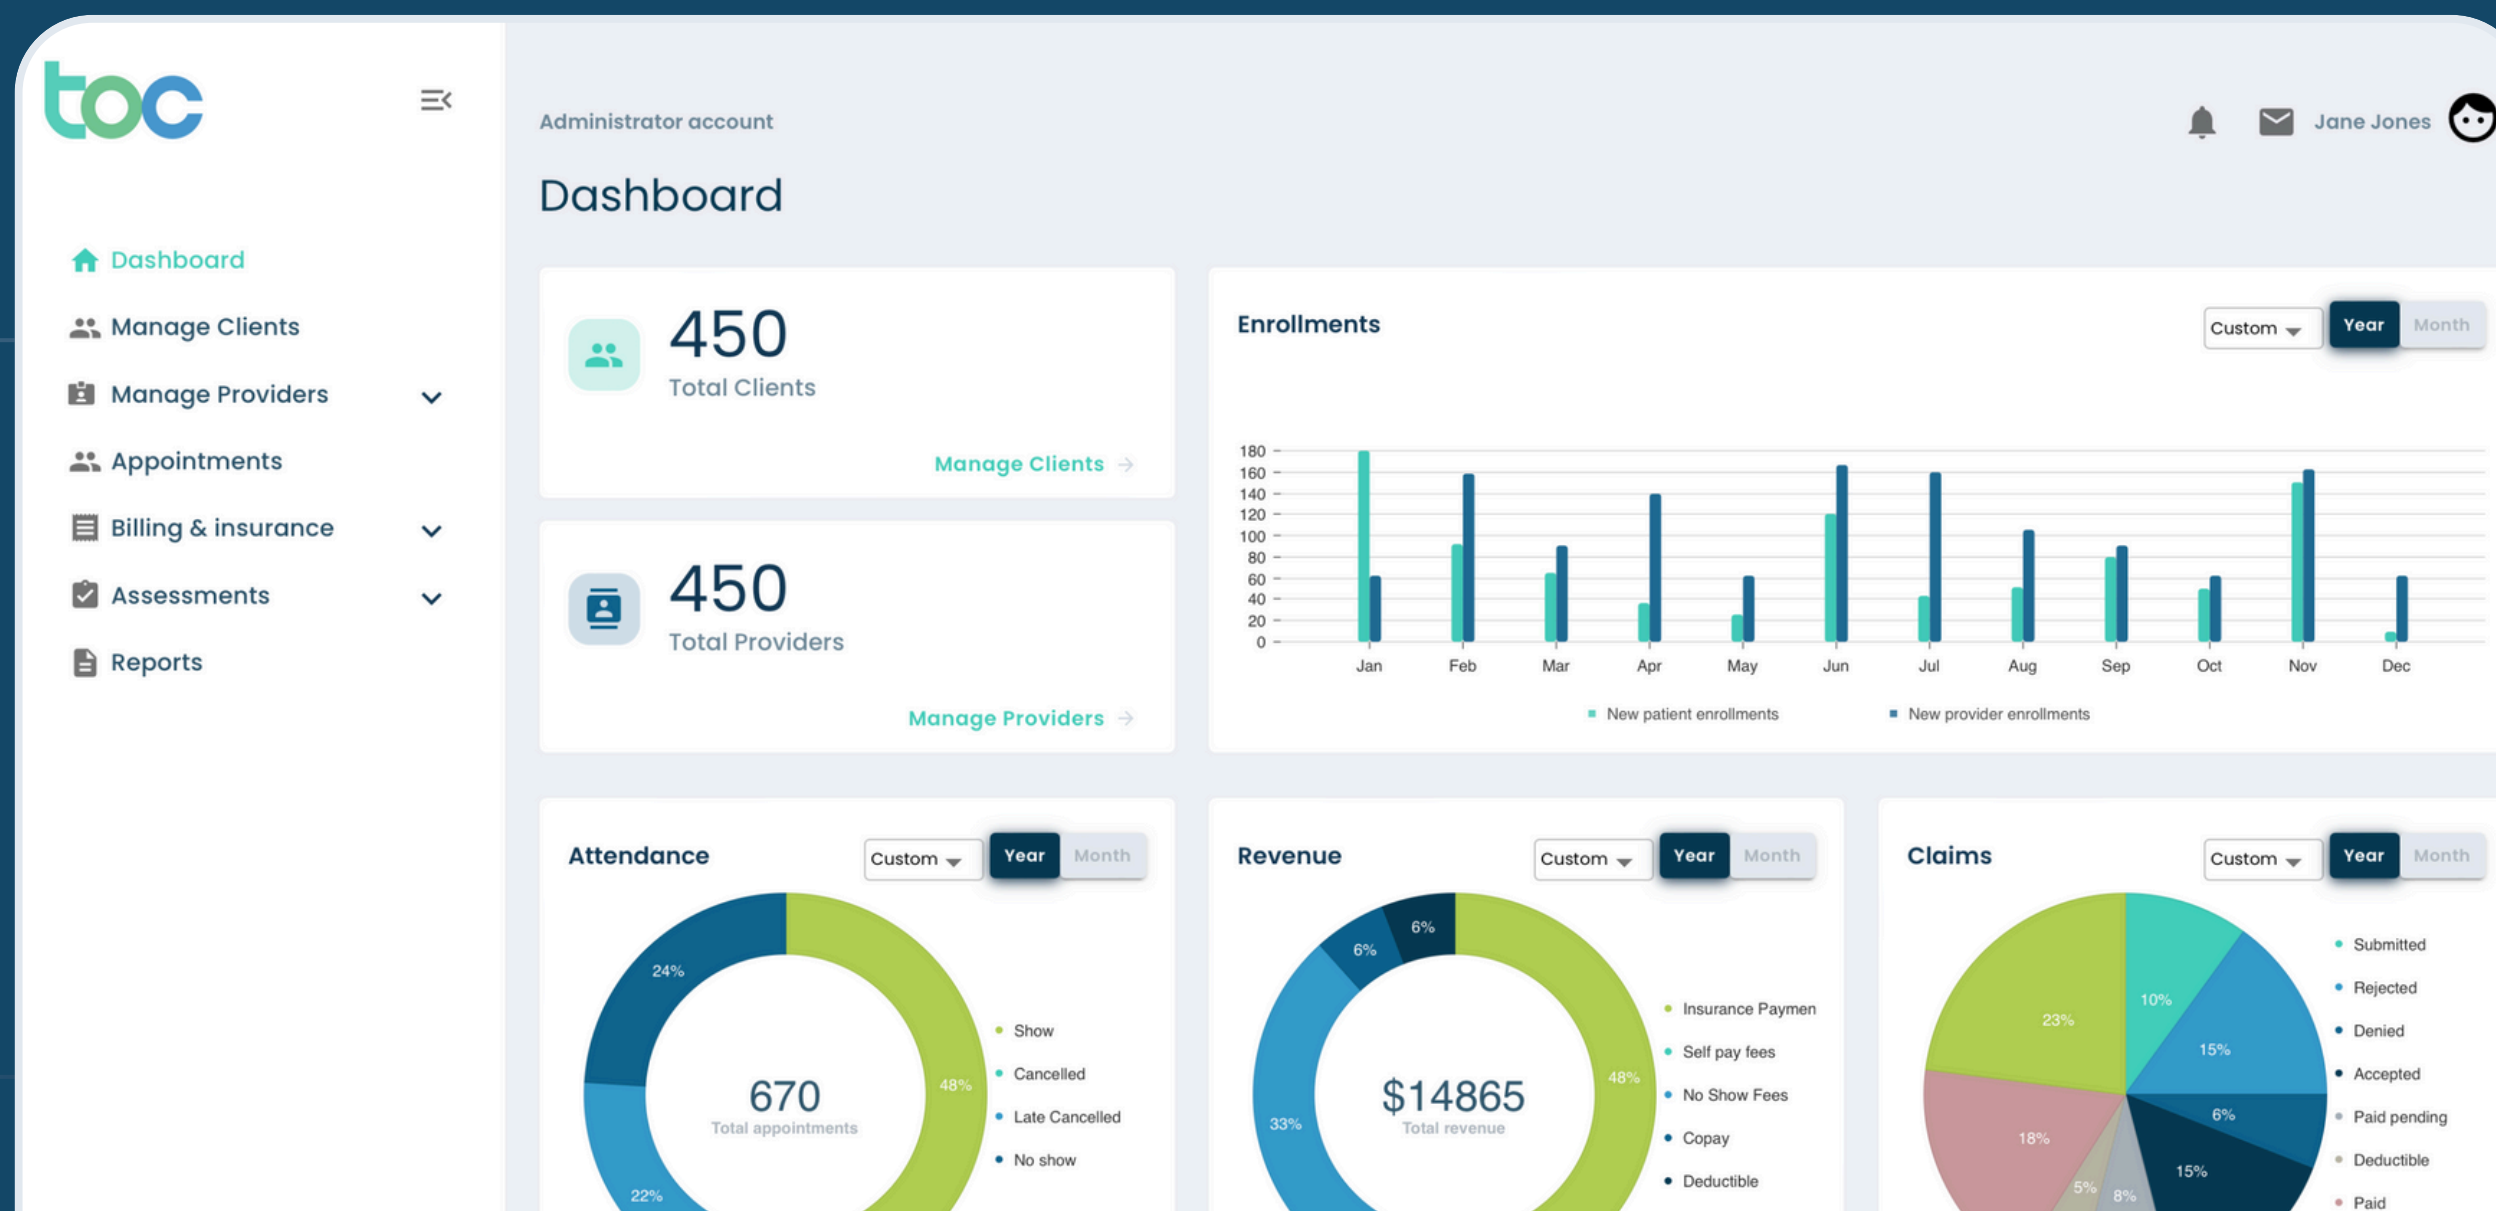 toc
Administrator account
Jane Jones
Dashboard
Dashboard
Manage Clients
Manage Providers
Appointments
Billing & insurance
Assessments
Reports
450
Total Clients
Manage Clients
450
Total Providers
Manage Providers
Enrollments
Custom
Year
Month
180
160
140
120
100
80
60
40
20
0
Jan Feb Mar Apr May Jun Jul Aug Sep Oct Nov Dec
New patient enrollments
New provider enrollments
Attendance
Custom
Year
Month
24%
48%
22%
670
Total appointments
Show
Cancelled
Late Cancelled
No show
Revenue
Custom
Year
Month
6%
6%
48%
33%
$14865
Total revenue
Insurance Paymen
Self pay fees
No Show Fees
Copay
Deductible
Claims
Custom
Year
Month
10%
23%
15%
6%
18%
15%
5%
8%
Submitted
Rejected
Denied
Accepted
Paid pending
Deductible
Paid